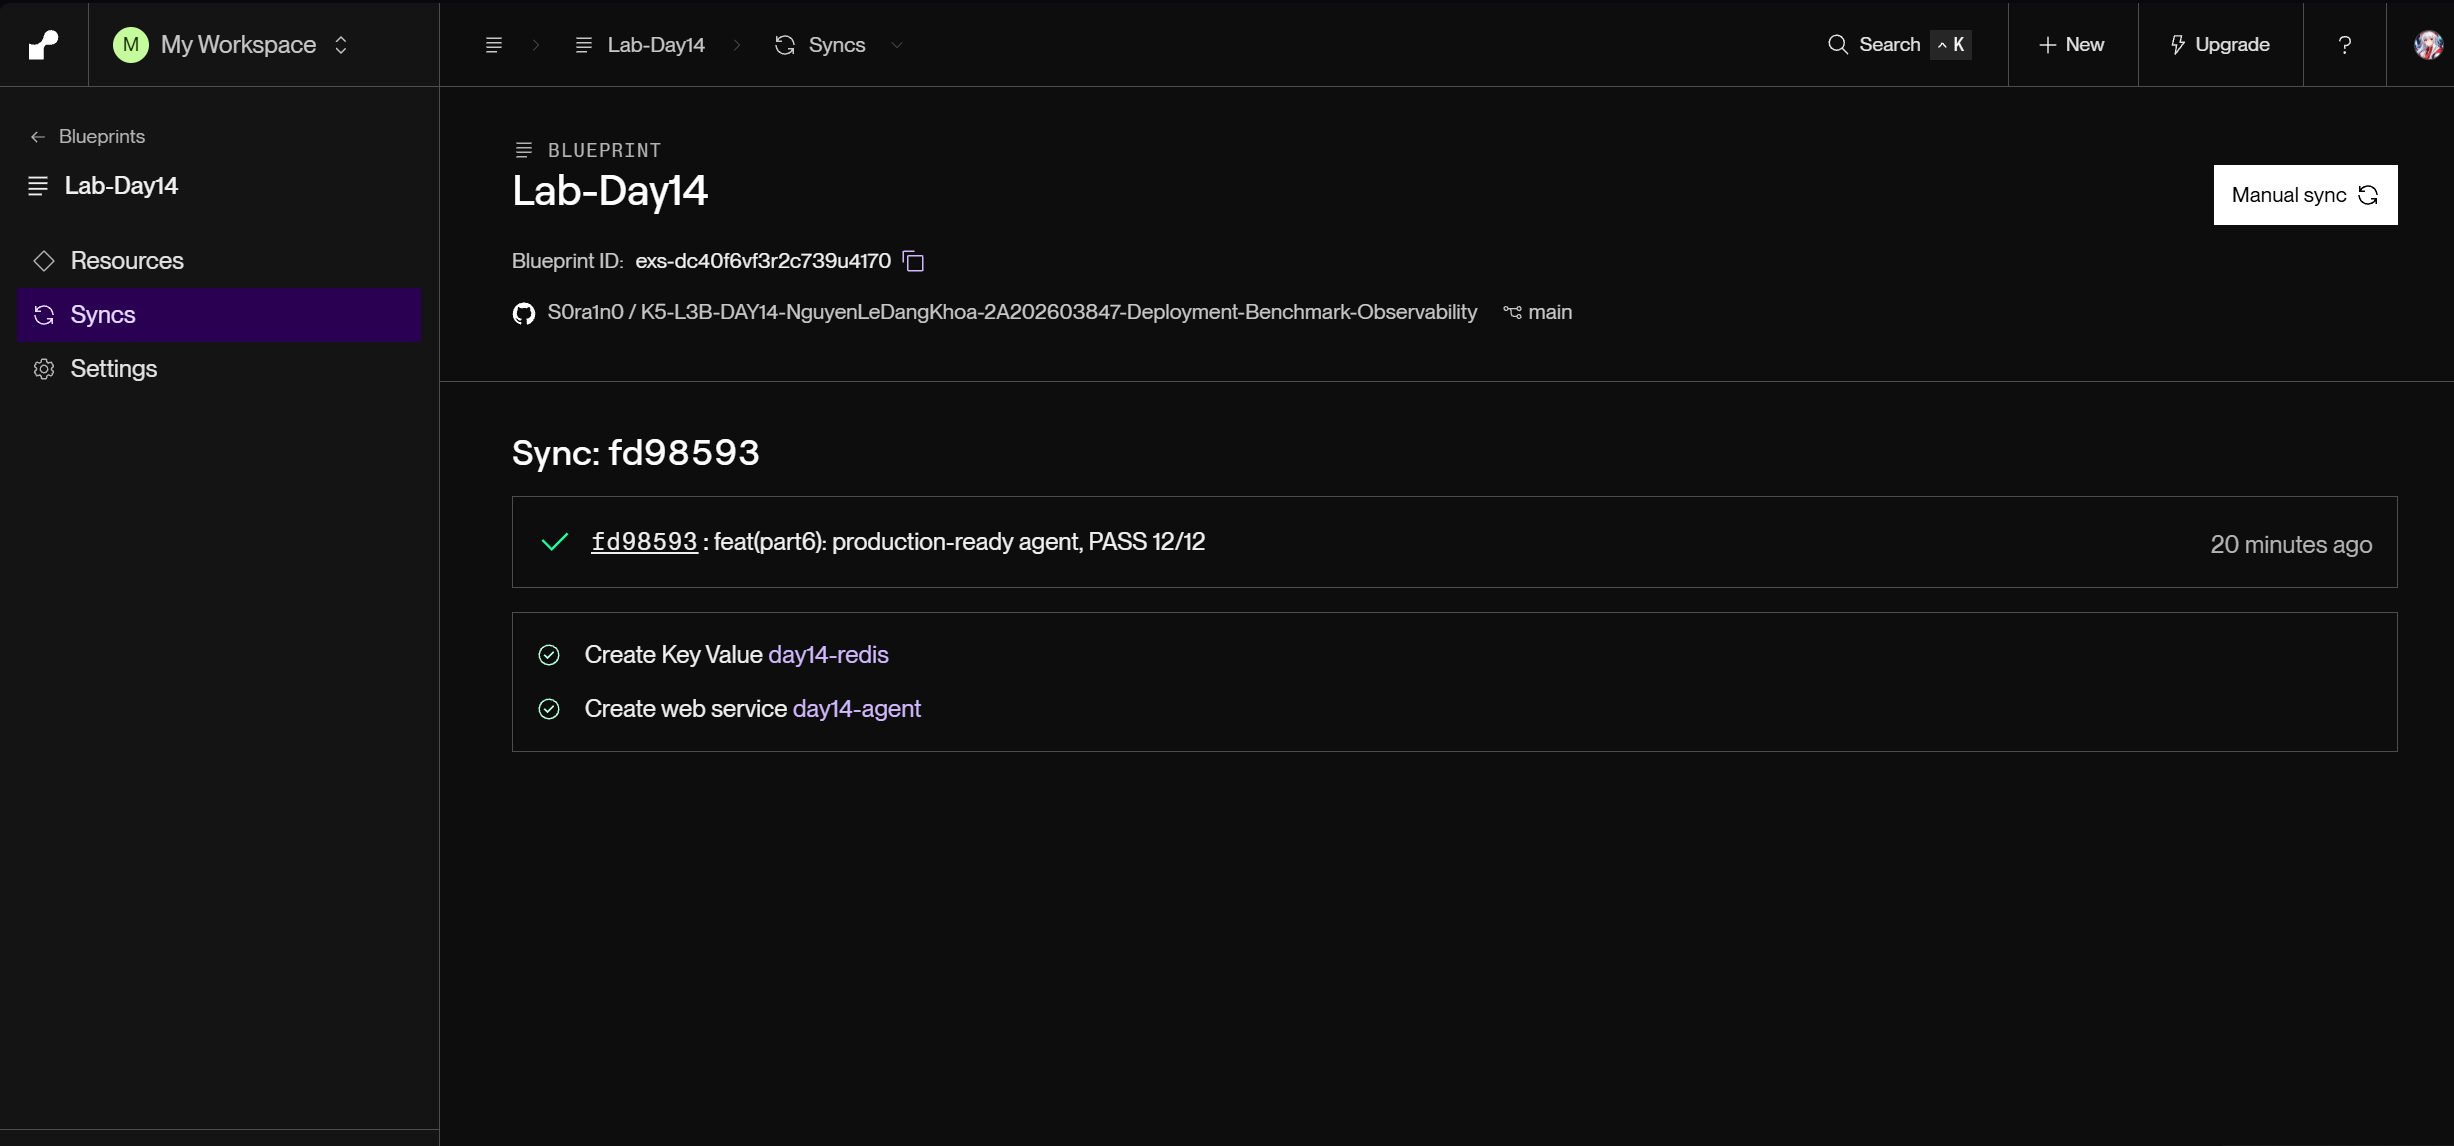 M My Workspace
Lab-Day14
Syncs
Search ^ K
+ New
Upgrade
?
Blueprints
Lab-Day14
Resources
Syncs
Settings
BLUEPRINT
Lab-Day14
Manual sync
Blueprint ID: exs-dc40f6vf3r2c739u4170
S0ra1n0 / K5-L3B-DAY14-NguyenLeDangKhoa-2A202603847-Deployment-Benchmark-Observability main
Sync: fd98593
fd98593 : feat(part6): production-ready agent, PASS 12/12
20 minutes ago
Create Key Value day14-redis
Create web service day14-agent